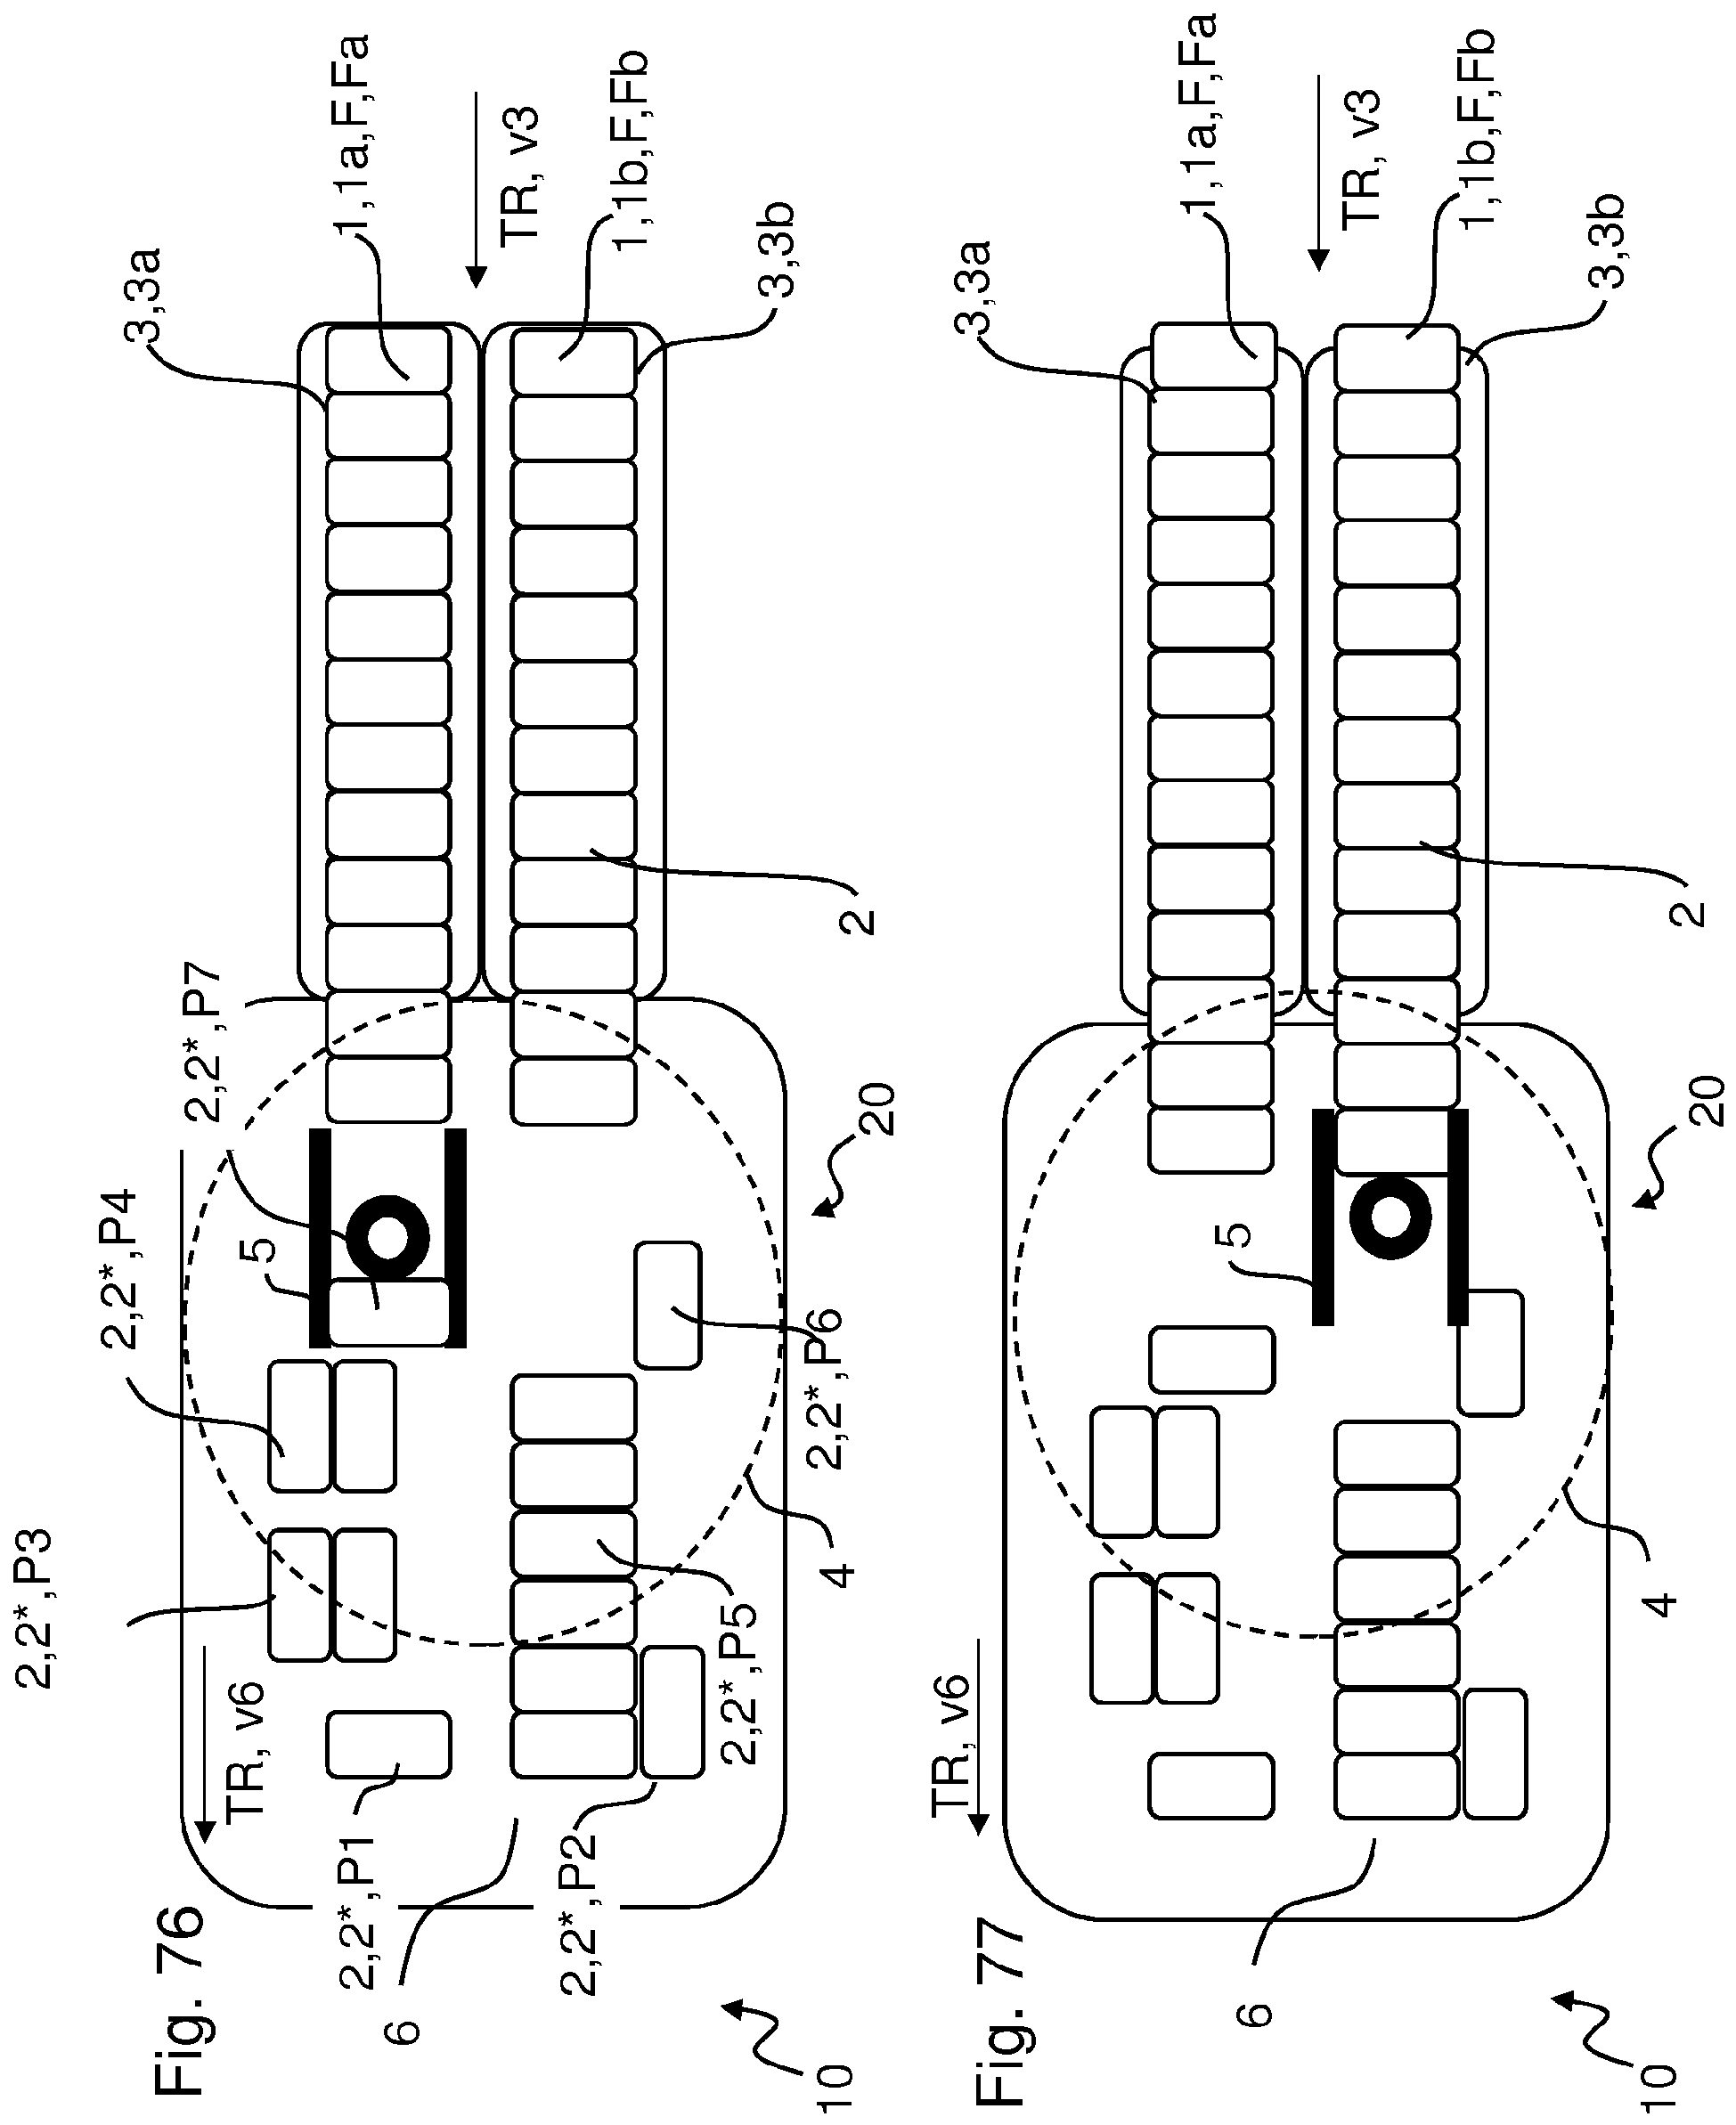 Fig. 76
10
6
2,2*,P1
2,2*,P2
TR, v6
2,2*,P3
2,2*,P4
2,2*,P5
2,2*,P6
2,2*,P7
5
4
20
2
3,3a
3,3b
1,1a,F,Fa
TR, v3
1,1b,F,Fb
Fig. 77
10
6
TR, v6
5
4
20
2
3,3a
3,3b
1,1a,F,Fa
TR, v3
1,1b,F,Fb